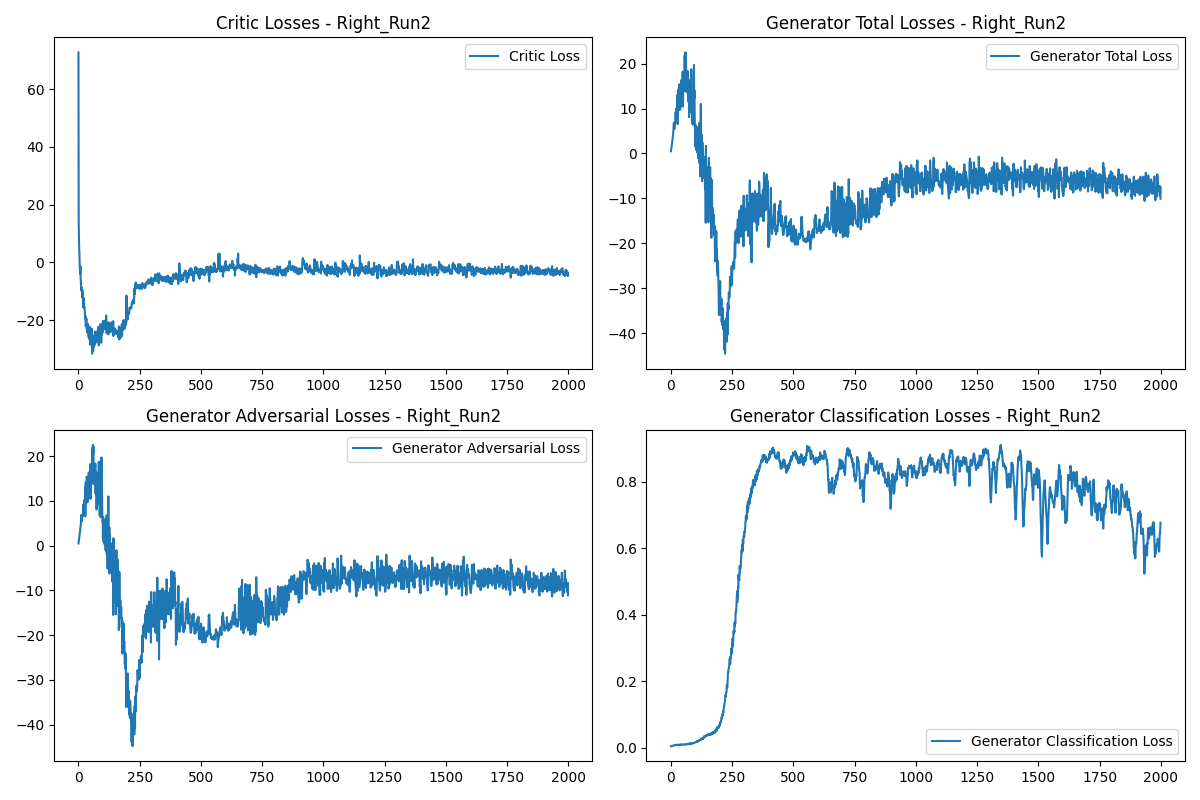 Critic Losses - Right_Run2
Critic Loss
60
40
20
0
−20
0 250 500 750 1000 1250 1500 1750 2000
Generator Total Losses - Right_Run2
Generator Total Loss
20
10
0
−10
−20
−30
−40
0 250 500 750 1000 1250 1500 1750 2000
Generator Adversarial Losses - Right_Run2
Generator Adversarial Loss
20
10
0
−10
−20
−30
−40
0 250 500 750 1000 1250 1500 1750 2000
Generator Classification Losses - Right_Run2
0.8
0.6
0.4
0.2
0.0
Generator Classification Loss
0 250 500 750 1000 1250 1500 1750 2000